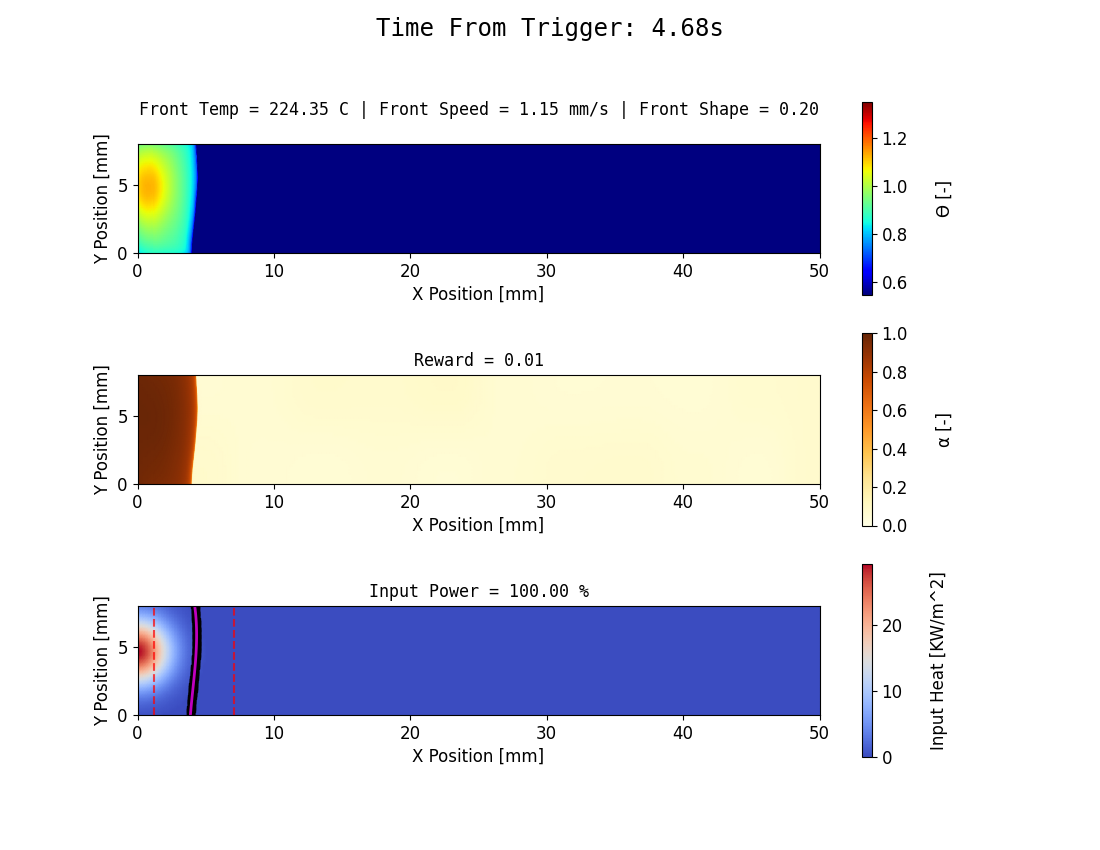 Time From Trigger: 4.68s
Front Temp = 224.35 C | Front Speed = 1.15 mm/s | Front Shape = 0.20
Y Position [mm]
5
0
0 10 20 30 40 50
X Position [mm]
1.2
1.0
0.8
0.6
Θ [-]
Reward = 0.01
Y Position [mm]
5
0
0 10 20 30 40 50
X Position [mm]
1.0
0.8
0.6
0.4
0.2
0.0
α [-]
Input Power = 100.00 %
Y Position [mm]
5
0
0 10 20 30 40 50
X Position [mm]
20
10
0
Input Heat [KW/m^2]